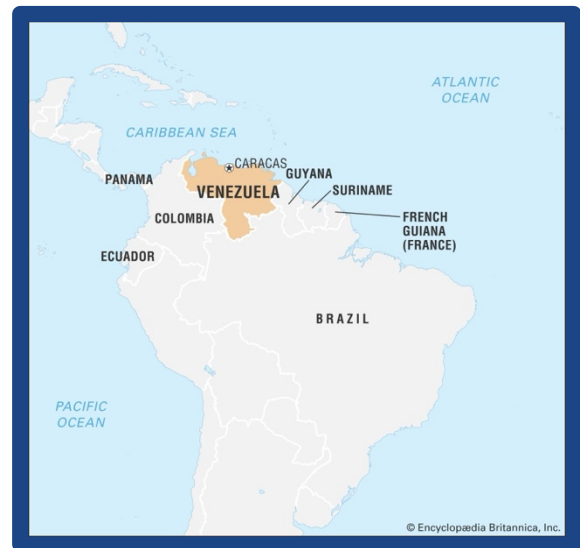 ATLANTIC
OCEAN
CARIBBEAN SEA
CARACAS
GUYANA
PANAMA
SURINAME
VENEZUELA
COLOMBIA
FRENCH
GUIANA
(FRANCE)
ECUADOR
BRAZIL
PACIFIC
OCEAN
© Encyclopædia Britannica, Inc.